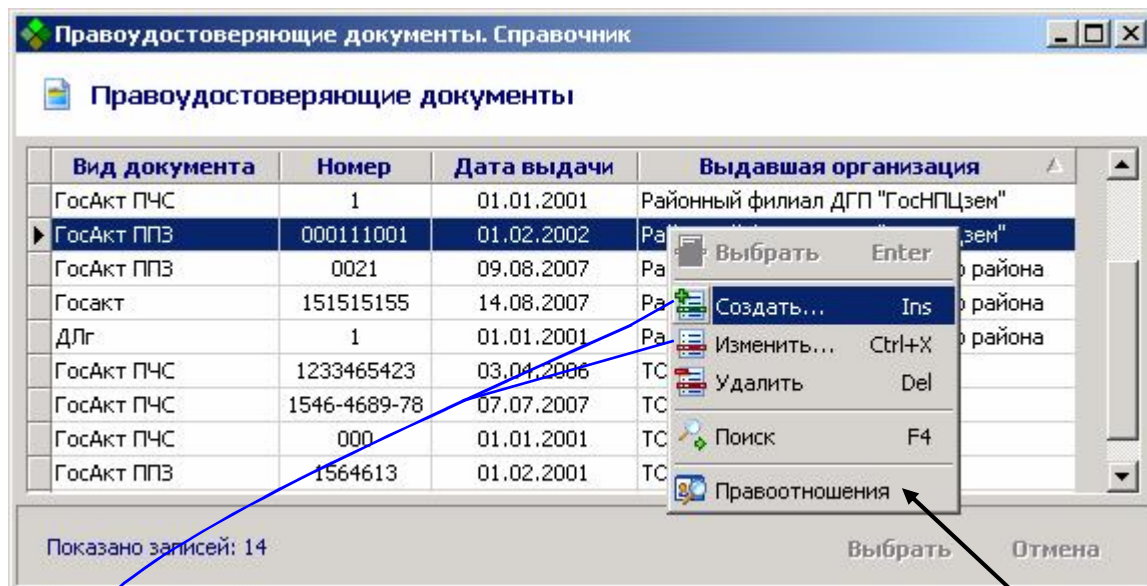 Правоудостоверяющие документы. Справочник
Правоудостоверяющие документы
Вид документа Номер Дата выдачи Выдавшая организация
ГосАкт ПЧС 1 01.01.2001 Районный филиал ДГП "ГосНПЦзем"
ГосАкт ППЗ 000111001 01.02.2002
Выбрать Enter
ГосАкт ППЗ 0021 09.08.2007 района
Госакт 151515155 14.08.2007 района
Создать... Ins
ДЛг 1 01.01.2001 района
Изменить... Ctrl+X
ГосАкт ПЧС 1233465423 03.04.2006
Удалить Del
ГосАкт ПЧС 1546-4689-78 07.07.2007
ГосАкт ПЧС 000 01.01.2001
Поиск F4
ГосАкт ППЗ 1564613 01.02.2001
Правоотношения
Показано записей: 14 Выбрать Отмена